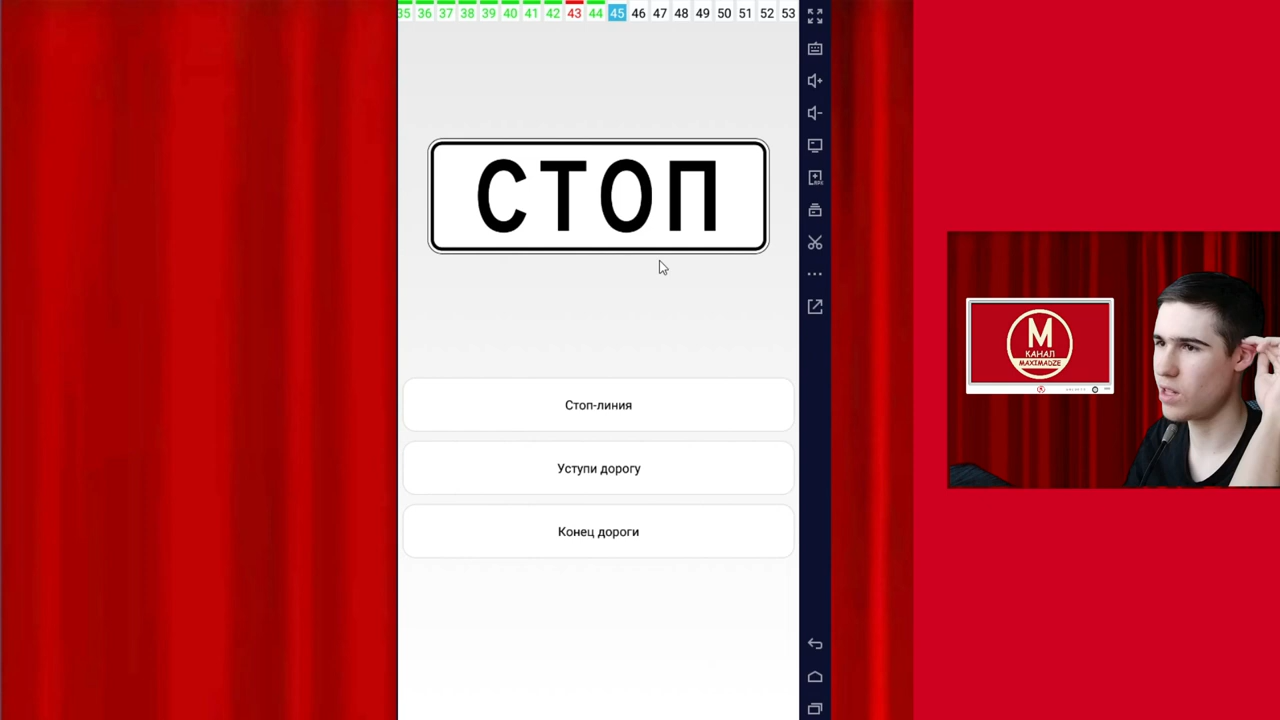 35 36 37 38 39 40 41 42 43 44 45 46 47 48 49 50 51 52 53
СТОП
М
КАНАЛ
MAXIMADZE
Стоп-линия
Уступи дорогу
Конец дороги